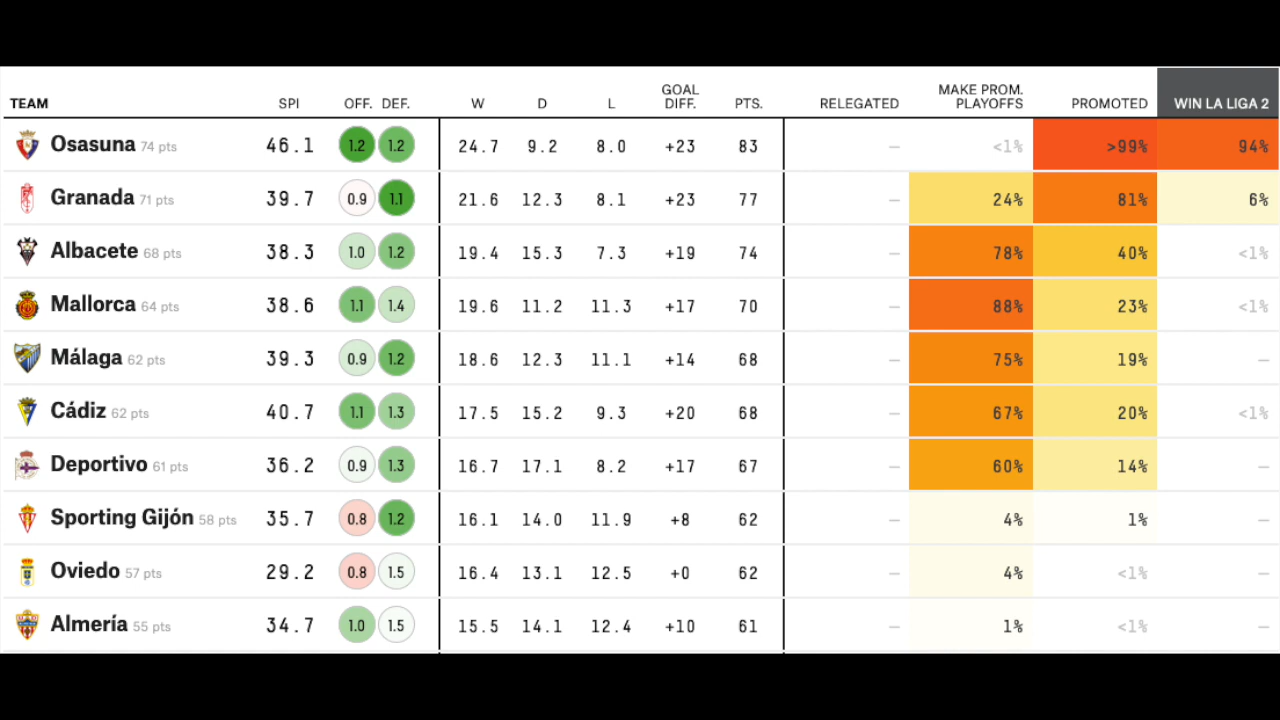 TEAM SPI OFF. DEF. W D L GOAL DIFF. PTS. RELEGATED MAKE PROM. PLAYOFFS PROMOTED WIN LA LIGA 2
Osasuna 74 pts 46.1 1.2 1.2 24.7 9.2 8.0 +23 83 — <1% >99% 94%
Granada 71 pts 39.7 0.9 1.1 21.6 12.3 8.1 +23 77 — 24% 81% 6%
Albacete 68 pts 38.3 1.0 1.2 19.4 15.3 7.3 +19 74 — 78% 40% <1%
Mallorca 64 pts 38.6 1.1 1.4 19.6 11.2 11.3 +17 70 — 88% 23% <1%
Málaga 62 pts 39.3 0.9 1.2 18.6 12.3 11.1 +14 68 — 75% 19% —
Cádiz 62 pts 40.7 1.1 1.3 17.5 15.2 9.3 +20 68 — 67% 20% <1%
Deportivo 61 pts 36.2 0.9 1.3 16.7 17.1 8.2 +17 67 — 60% 14% —
Sporting Gijón 58 pts 35.7 0.8 1.2 16.1 14.0 11.9 +8 62 — 4% 1% —
Oviedo 57 pts 29.2 0.8 1.5 16.4 13.1 12.5 +0 62 — 4% <1% —
Almería 55 pts 34.7 1.0 1.5 15.5 14.1 12.4 +10 61 — 1% <1% —